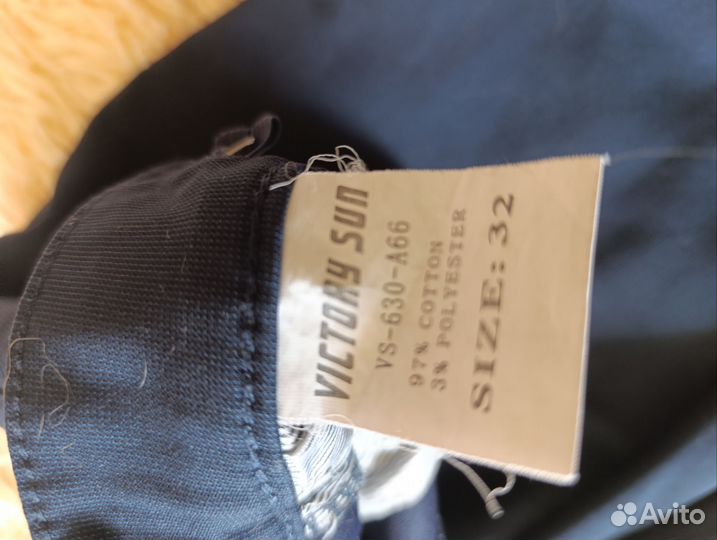 VICTORY SUN
VS-630-A66
97% COTTON
3% POLYESTER
SIZE: 32
Avito